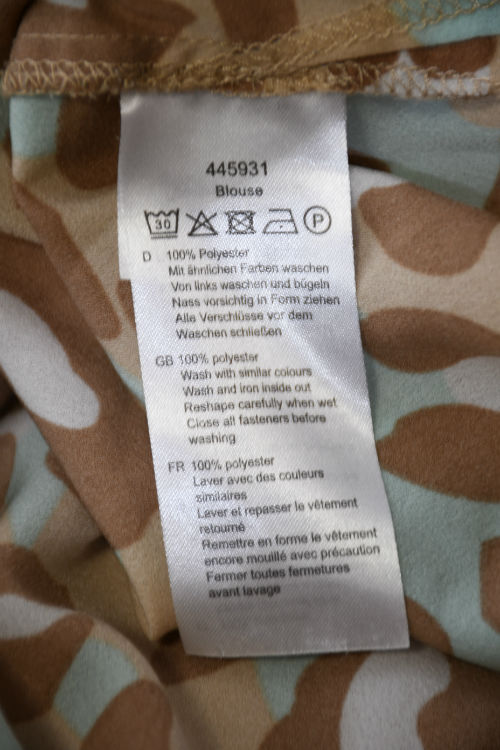 445931
Blouse
30 P
D 100% Polyester
Mit ähnlichen Farben waschen
Von links waschen und bügeln
Nass vorsichtig in Form ziehen
Alle Verschlüsse vor dem
Waschen schließen
GB 100% polyester
Wash with similar colours
Wash and iron inside out
Reshape carefully when wet
Close all fasteners before
washing
FR 100% polyester
Laver avec des couleurs
similaires
Laver et repasser le vêtement
retourné
Remettre en forme le vêtement
encore mouillé avec précaution
Fermer toutes fermetures
avant lavage